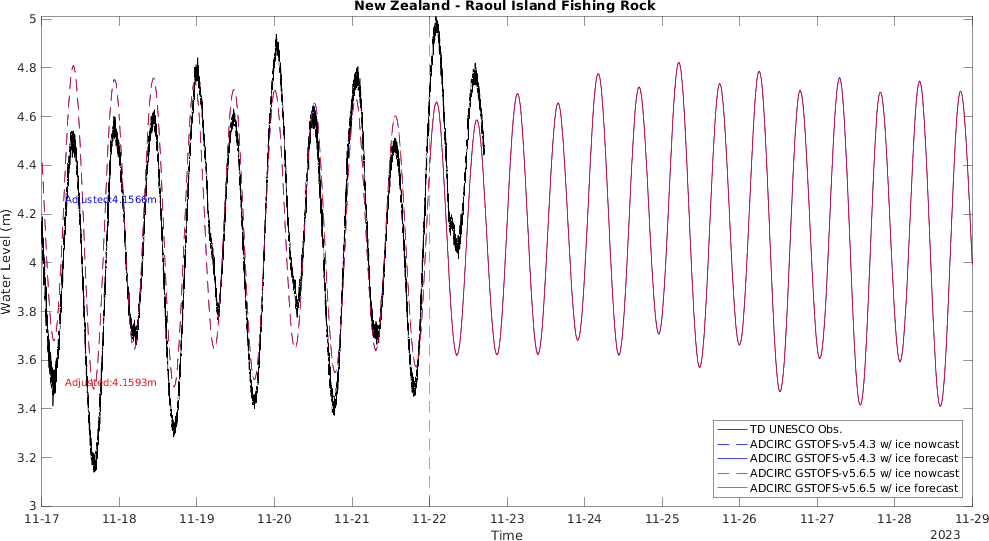 New Zealand - Raoul Island Fishing Rock
5
4.8
4.6
4.4
4.2
4
3.8
3.6
3.4
3.2
3
Water Level (m)
Adjusted:4.1566m
Adjusted:4.1593m
TD UNESCO Obs.
ADCIRC GSTOFS-v5.4.3 w/ ice nowcast
ADCIRC GSTOFS-v5.4.3 w/ ice forecast
ADCIRC GSTOFS-v5.6.5 w/ ice nowcast
ADCIRC GSTOFS-v5.6.5 w/ ice forecast
11-17 11-18 11-19 11-20 11-21 11-22 11-23 11-24 11-25 11-26 11-27 11-28 11-29
Time
2023